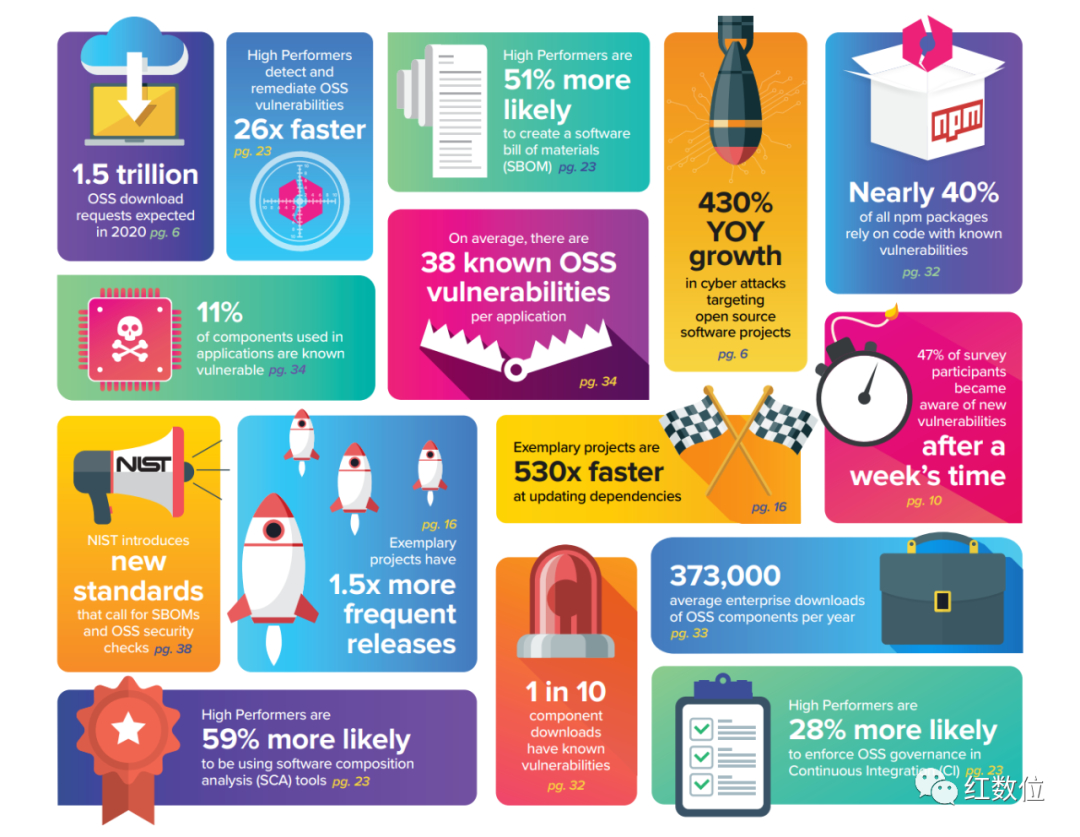 1.5 trillion
OSS download
requests expected
in 2020 pg. 6
High Performers
detect and
remediate OSS
vulnerabilities
26x faster
pg. 23
High Performers are
51% more
likely
to create a software
bill of materials
(SBOM) pg. 23
430%
YOY
growth
in cyber attacks
targeting
open source
software projects
pg. 6
npm
Nearly 40%
of all npm packages
rely on code with known
vulnerabilities
pg. 32
11%
of components used in
applications are known
vulnerable pg. 34
On average, there are
38 known OSS
vulnerabilities
per application
pg. 34
47% of survey
participants
became
aware of new
vulnerabilities
after a
week's time
pg. 10
NIST
NIST introduces
new
standards
that call for SBOMs
and OSS security
checks pg. 38
pg. 16
Exemplary
projects have
1.5x more
frequent
releases
Exemplary projects are
530x faster
at updating dependencies
pg. 16
1 in 10
component
downloads
have known
vulnerabilities
pg. 32
373,000
average enterprise downloads
of OSS components per year
pg. 33
High Performers are
59% more likely
to be using software composition
analysis (SCA) tools pg. 23
High Performers are
28% more likely
to enforce OSS governance in
Continuous Integration (CI) pg. 23
红数位